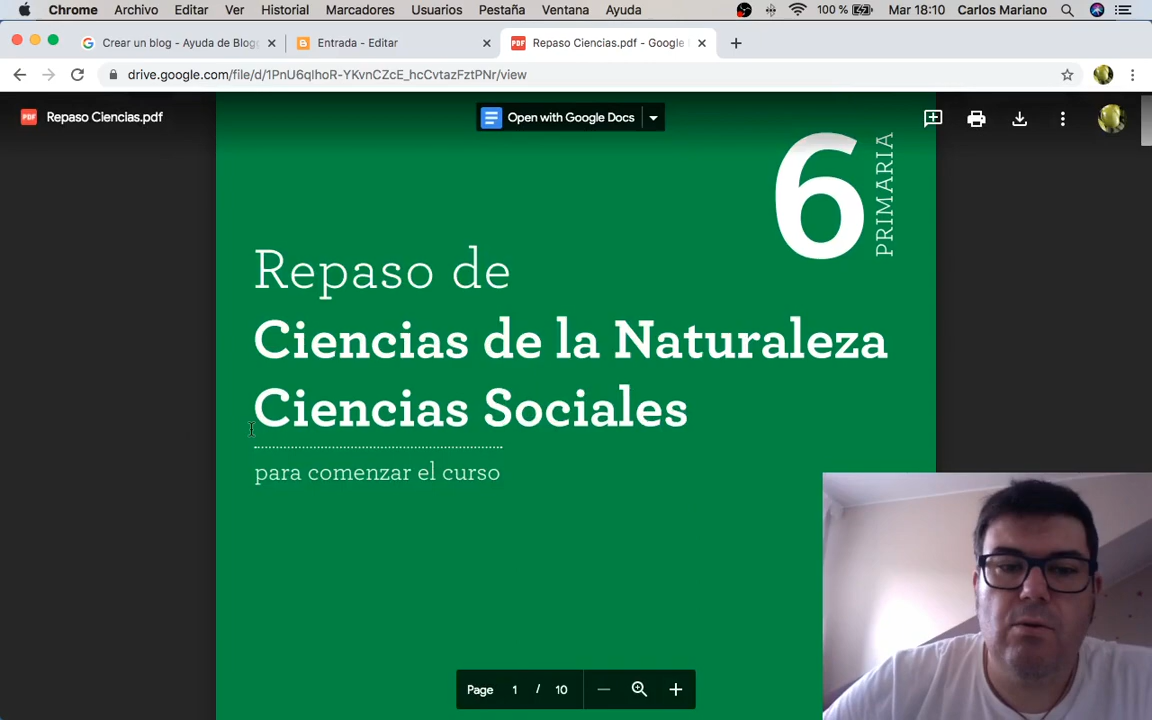 Chrome Archivo Editar Ver Historial Marcadores Usuarios Pestaña Ventana Ayuda 100 % Mar 18:10 Carlos Mariano
Crear un blog - Ayuda de Blog
Entrada - Editar
PDF Repaso Ciencias.pdf - Google
drive.google.com/file/d/1PnU6qlhoR-YKvnCZcE_hcCvtazFztPNr/view
PDF Repaso Ciencias.pdf
Open with Google Docs
6
PRIMARIA
Repaso de
Ciencias de la Naturaleza
Ciencias Sociales
para comenzar el curso
Page 1 / 10